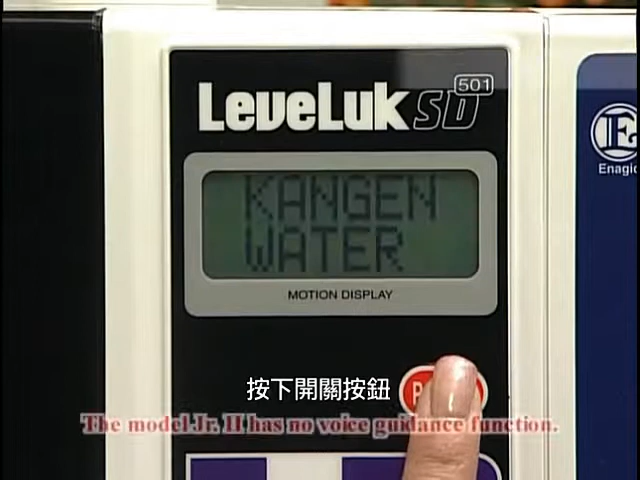 LeveLuk SD 501
KANGEN
WATER
MOTION DISPLAY
Enagic
按下開關按鈕
The model Jr. II has no voice guidance function.